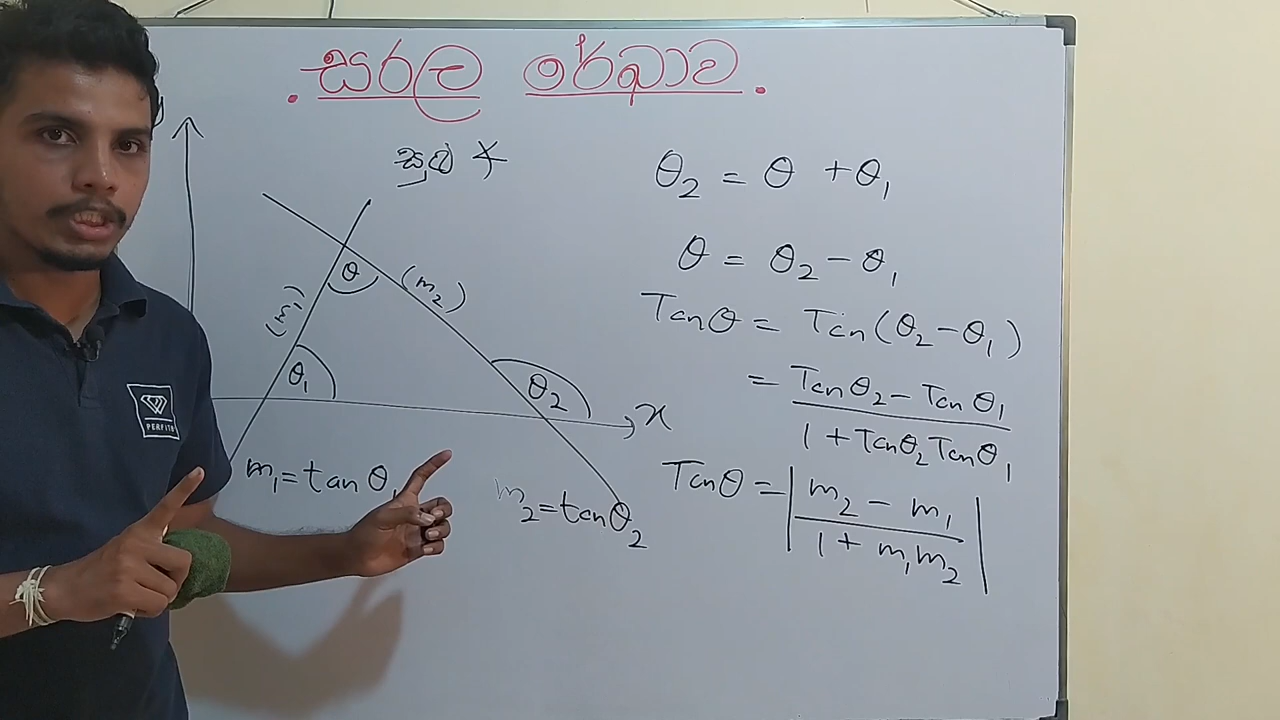 . සරල රේඛාව .
y
සුළු ∢
θ₂ = θ + θ₁
θ = θ₂ - θ₁
Tanθ = Tan(θ₂ - θ₁)
= Tanθ₂ - Tanθ₁
1 + Tanθ₂ Tanθ₁
Tanθ = | m₂ - m₁ |
1 + m₁m₂
θ
(m₁)
(m₂)
θ₁
θ₂
x
m₁ = tan θ₁
m₂ = tanθ₂
PERFITB